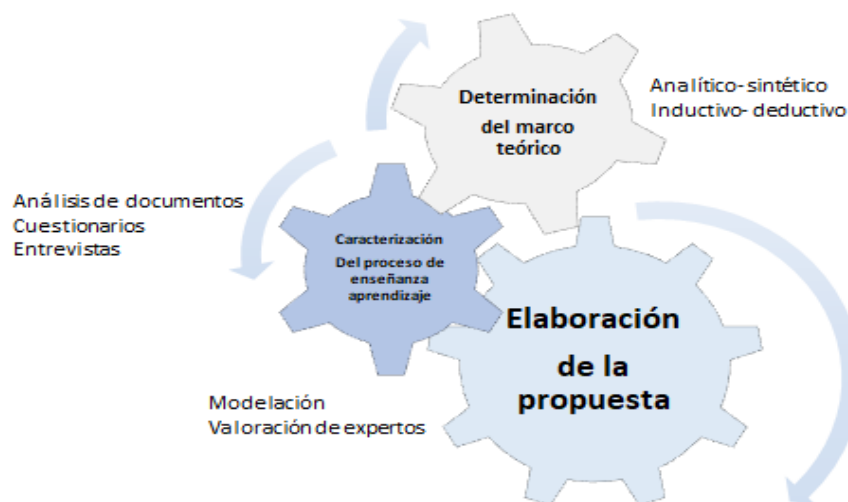 Determinación
del marco
teórico
Analítico- sintético
Inductivo- deductivo
Análisis de documentos
Cuestionarios
Entrevistas
Caracterización
Del proceso de
enseñanza
aprendizaje
Elaboración
de la
propuesta
Modelación
Valoración de expertos